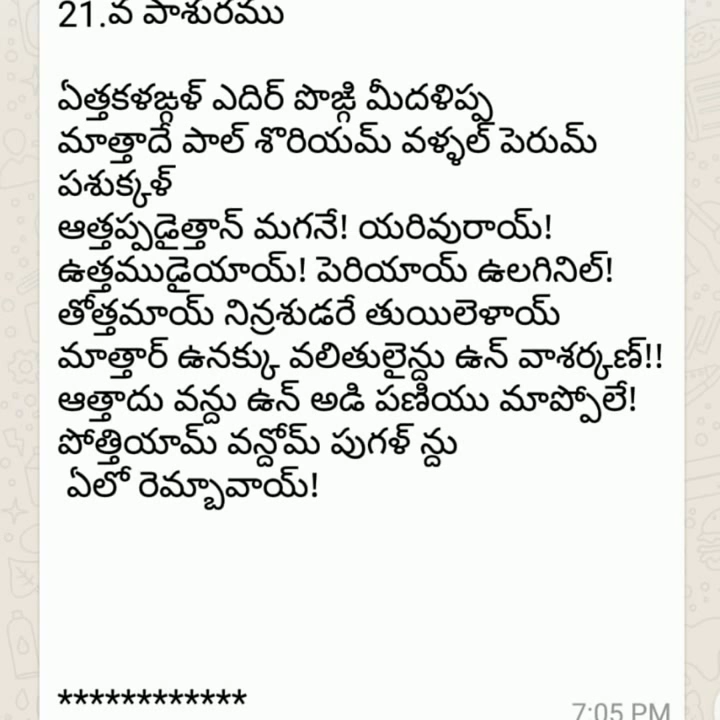 21.వ పాశురము
ఏత్తకళఙ్గళ్ ఎదిర్ పొఙ్గి మీదళిప్ప
మాత్తాదే పాల్ శొరియమ్ వళ్ళల్ పెరుమ్
పశుక్కళ్
ఆత్తప్పడైత్తాన్ మగనే! యరివురాయ్!
ఉత్తముడైయాయ్! పెరియాయ్ ఉలగినిల్!
తోత్తమాయ్ నిన్రశుడరే తుయిలెళాయ్
మాత్తార్ ఉనక్కు వలితులైన్దు ఉన్ వాశర్కణ్!!
ఆత్తాదు వన్దు ఉన్ అడి పణియు మాప్పోలే!
పోత్తియామ్ వన్దోమ్ పుగళ్ న్దు
ఏలో రెమ్బావాయ్!
************
7:05 PM